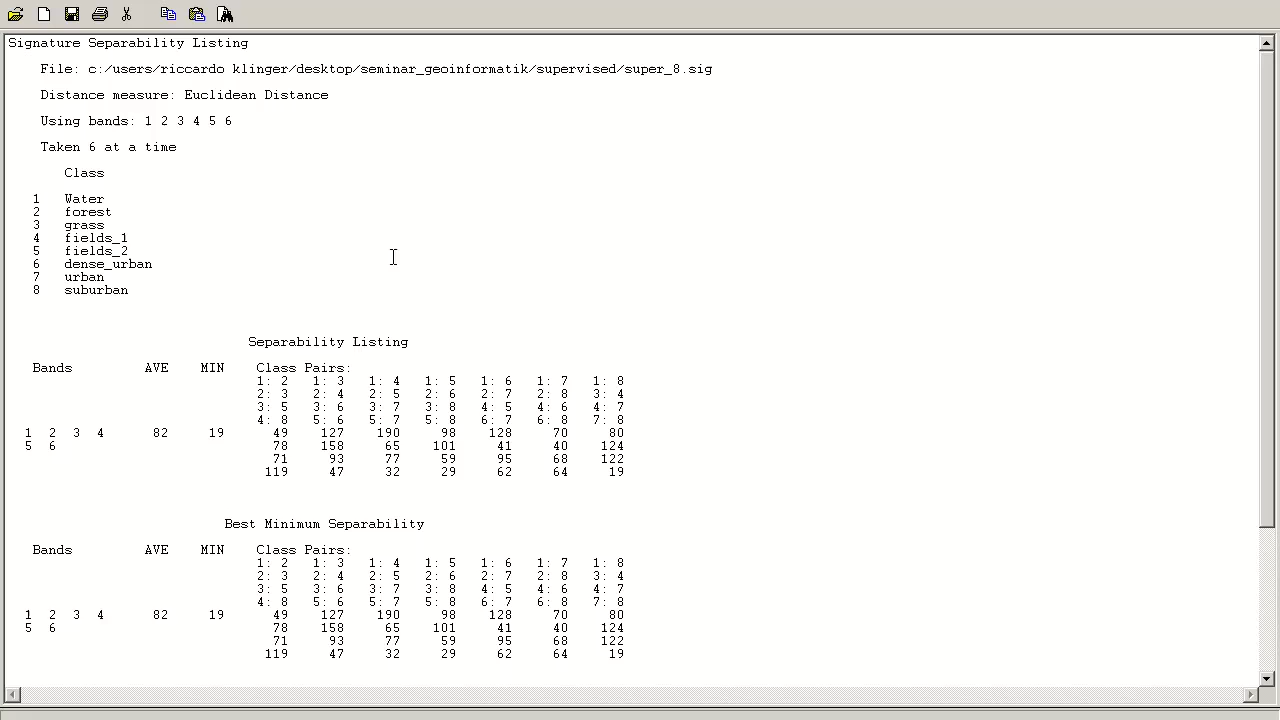 Signature Separability Listing
File: c:/users/riccardo klinger/desktop/seminar_geoinformatik/supervised/super_8.sig
Distance measure: Euclidean Distance
Using bands: 1 2 3 4 5 6
Taken 6 at a time
Class
1 Water
2 forest
3 grass
4 fields_1
5 fields_2
6 dense_urban
7 urban
8 suburban
Separability Listing
Bands AVE MIN Class Pairs:
1: 2 1: 3 1: 4 1: 5 1: 6 1: 7 1: 8
2: 3 2: 4 2: 5 2: 6 2: 7 2: 8 3: 4
3: 5 3: 6 3: 7 3: 8 4: 5 4: 6 4: 7
4: 8 5: 6 5: 7 5: 8 6: 7 6: 8 7: 8
1 2 3 4 82 19 49 127 190 98 128 70 80
5 6 78 158 65 101 41 40 124
71 93 77 59 95 68 122
119 47 32 29 62 64 19
Best Minimum Separability
Bands AVE MIN Class Pairs:
1: 2 1: 3 1: 4 1: 5 1: 6 1: 7 1: 8
2: 3 2: 4 2: 5 2: 6 2: 7 2: 8 3: 4
3: 5 3: 6 3: 7 3: 8 4: 5 4: 6 4: 7
4: 8 5: 6 5: 7 5: 8 6: 7 6: 8 7: 8
1 2 3 4 82 19 49 127 190 98 128 70 80
5 6 78 158 65 101 41 40 124
71 93 77 59 95 68 122
119 47 32 29 62 64 19